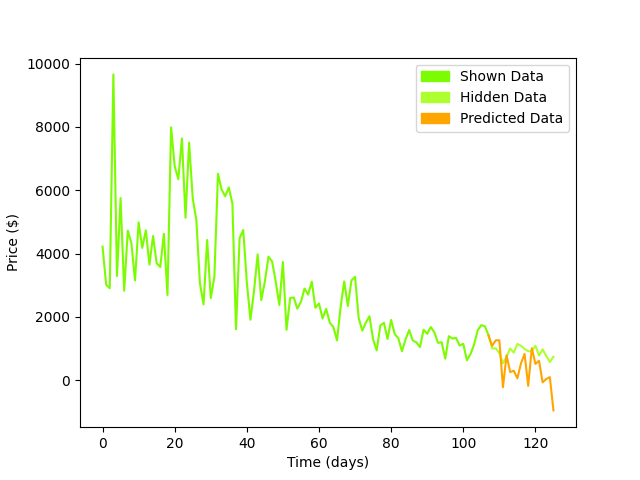 10000
8000
6000
4000
2000
0
Price ($)
0 20 40 60 80 100 120
Time (days)
Shown Data
Hidden Data
Predicted Data